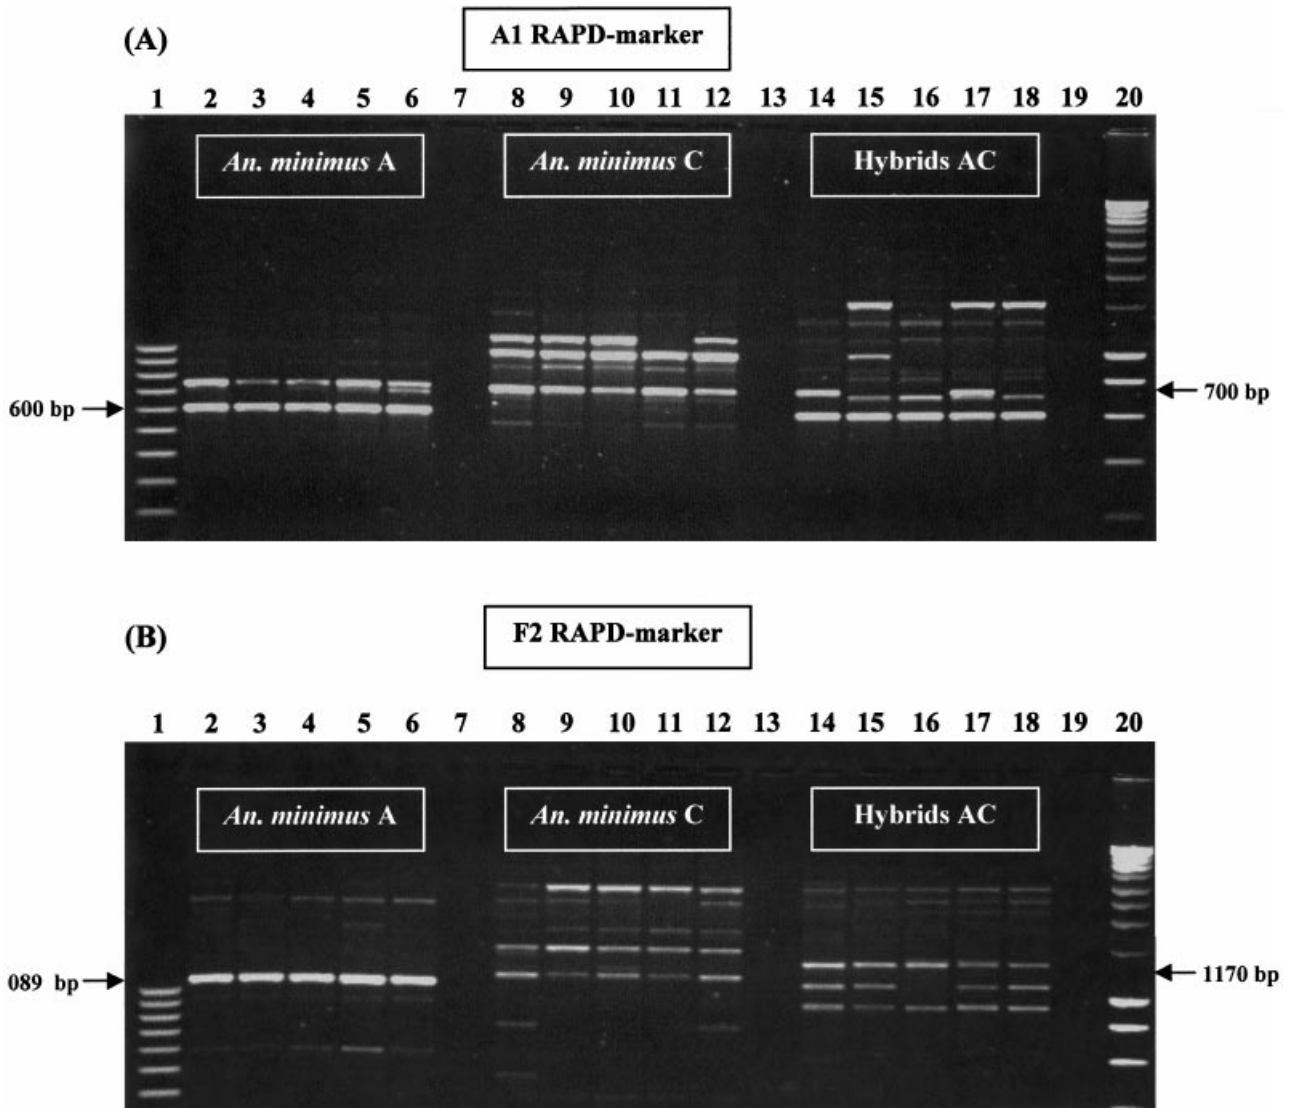 (A)
A1 RAPD-marker
1 2 3 4 5 6 7 8 9 10 11 12 13 14 15 16 17 18 19 20
An. minimus A An. minimus C Hybrids AC
600 bp
700 bp
(B)
F2 RAPD-marker
1 2 3 4 5 6 7 8 9 10 11 12 13 14 15 16 17 18 19 20
An. minimus A An. minimus C Hybrids AC
089 bp
1170 bp